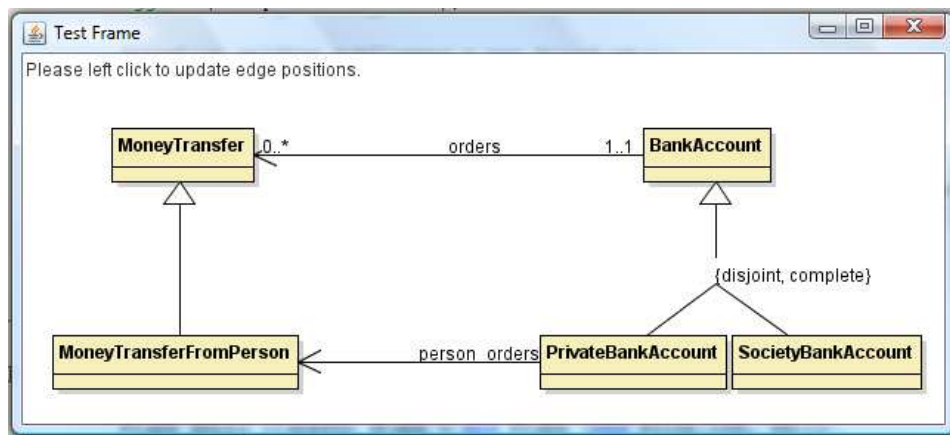 Test Frame
Please left click to update edge positions.
MoneyTransfer 0..* orders 1..1 BankAccount
{disjoint, complete}
MoneyTransferFromPerson person_orders PrivateBankAccount SocietyBankAccount